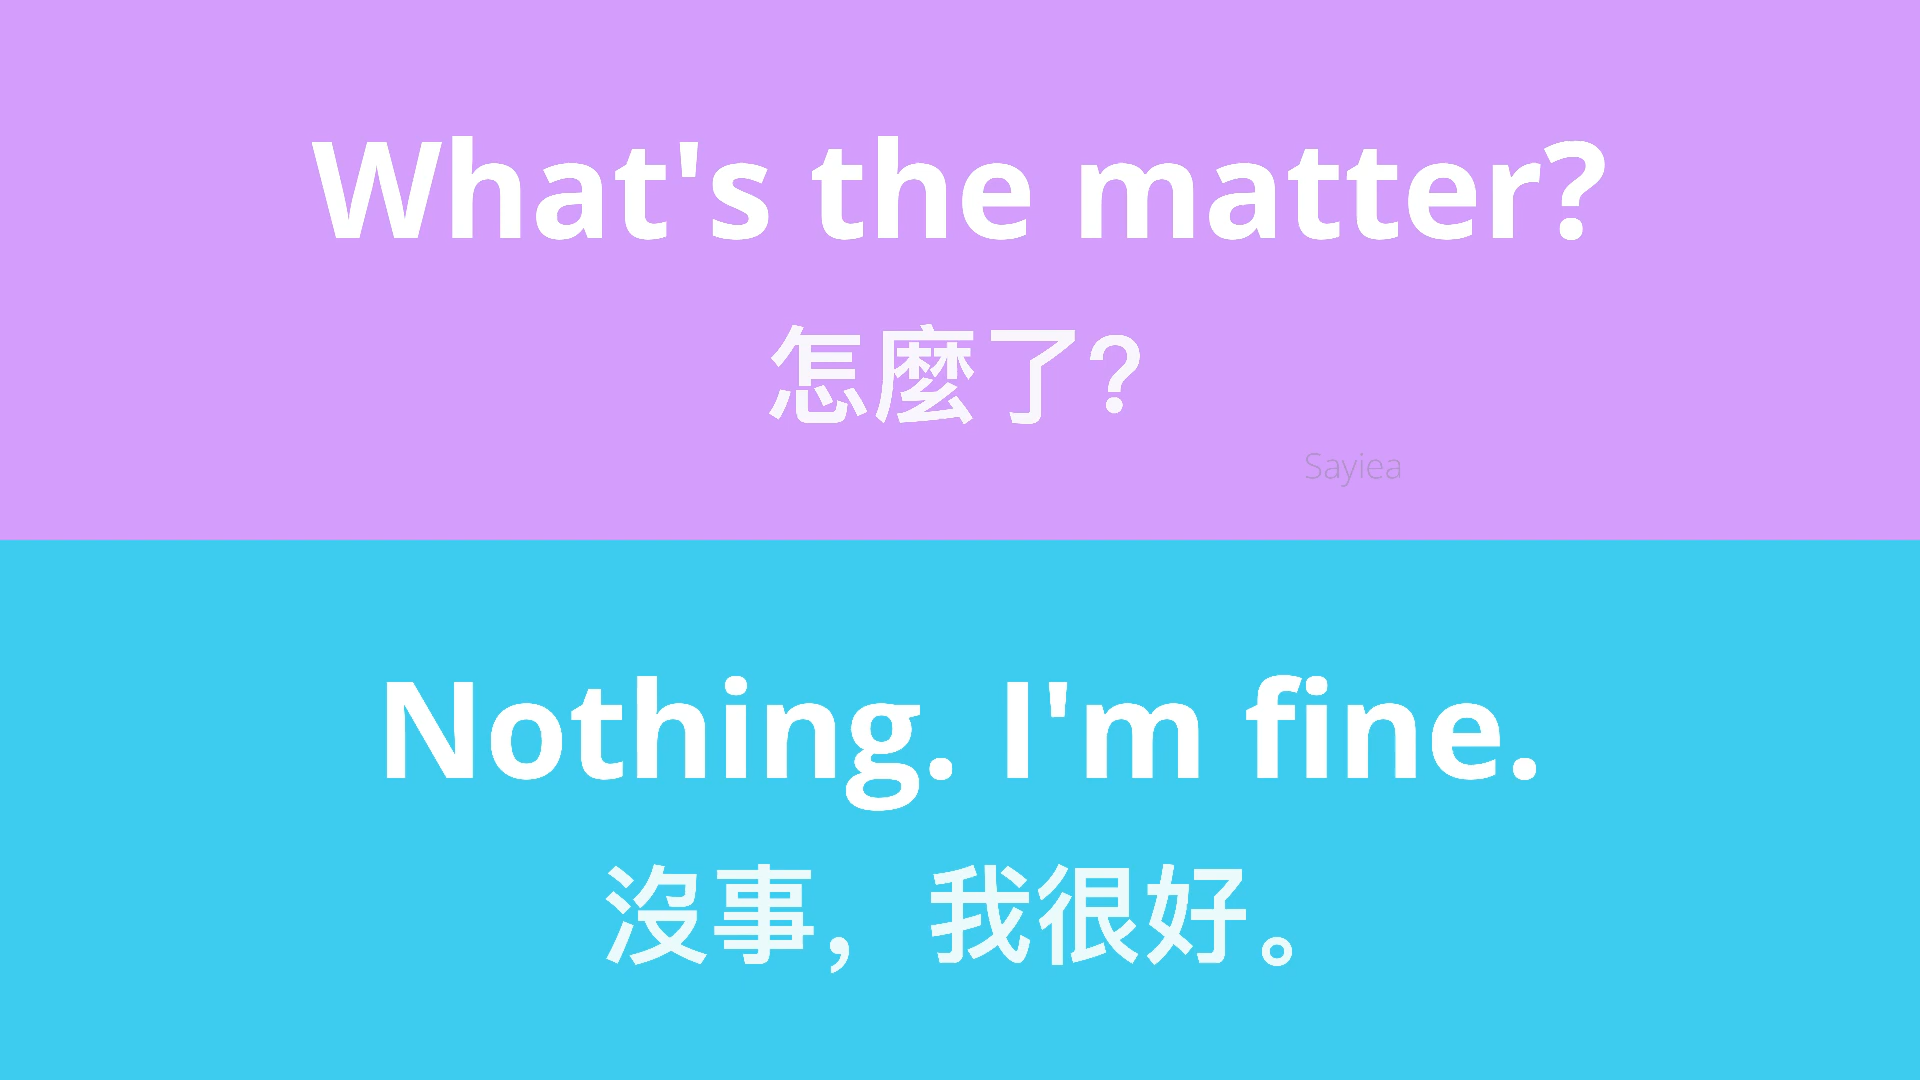 What's the matter?
怎麼了?
Sayiea
Nothing. I'm fine.
沒事，我很好。